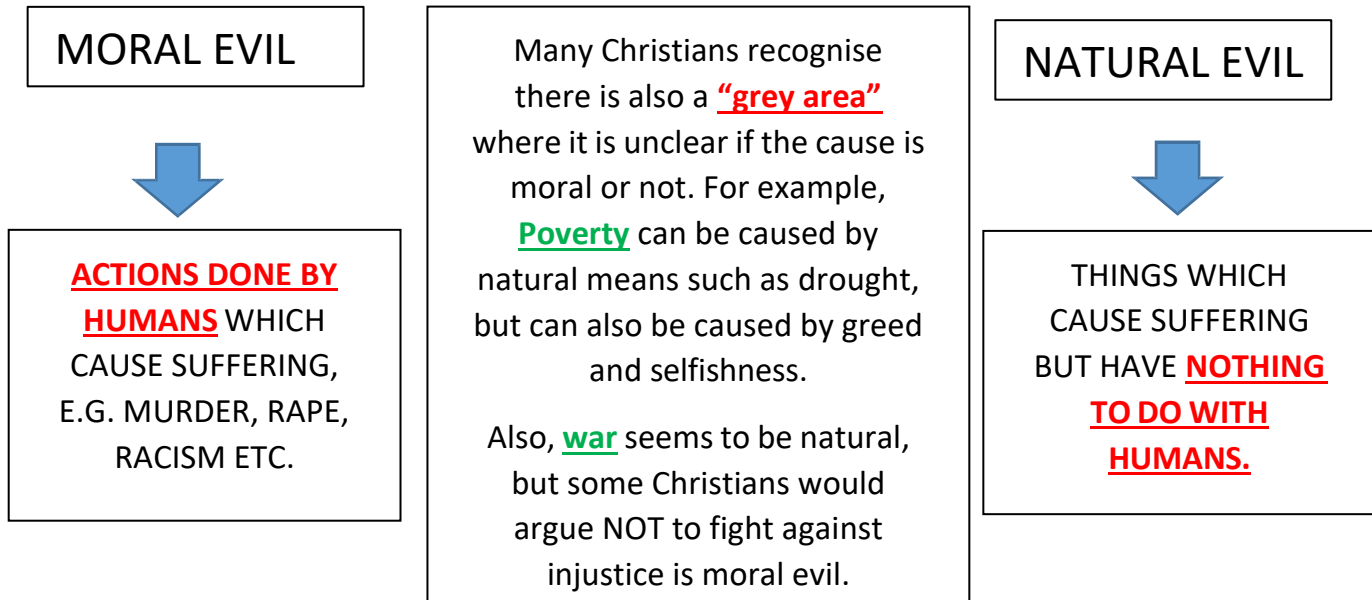 MORAL EVIL
ACTIONS DONE BY
HUMANS WHICH
CAUSE SUFFERING,
E.G. MURDER, RAPE,
RACISM ETC.
Many Christians recognise
there is also a “grey area”
where it is unclear if the cause is
moral or not. For example,
Poverty can be caused by
natural means such as drought,
but can also be caused by greed
and selfishness.
Also, war seems to be natural,
but some Christians would
argue NOT to fight against
injustice is moral evil.
NATURAL EVIL
THINGS WHICH
CAUSE SUFFERING
BUT HAVE NOTHING
TO DO WITH
HUMANS.